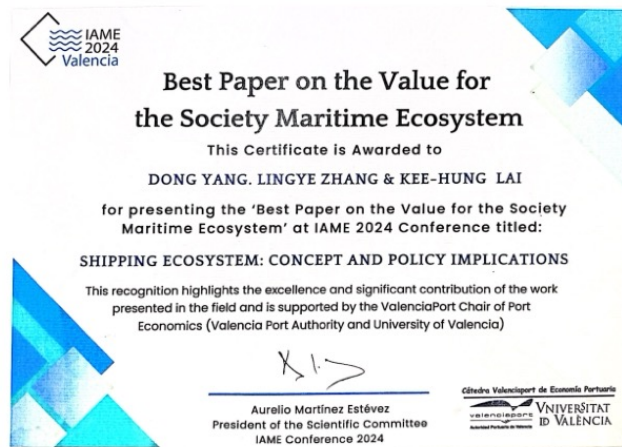 IAME
2024
Valencia
Best Paper on the Value for
the Society Maritime Ecosystem
This Certificate is Awarded to
DONG YANG. LINGYE ZHANG & KEE-HUNG LAI
for presenting the 'Best Paper on the Value for the Society
Maritime Ecosystem' at IAME 2024 Conference titled:
SHIPPING ECOSYSTEM: CONCEPT AND POLICY IMPLICATIONS
This recognition highlights the excellence and significant contribution of the work
presented in the field and is supported by the ValenciaPort Chair of Port
Economics (Valencia Port Authority and University of Valencia)
Aurelio Martínez Estévez
President of the Scientific Committee
IAME Conference 2024
Cátedra Valenciaport de Economía Portuaria
valenciaport
Autoridad Portuaria de Valencia
VNIVERSITAT
ID VALÈNCIA